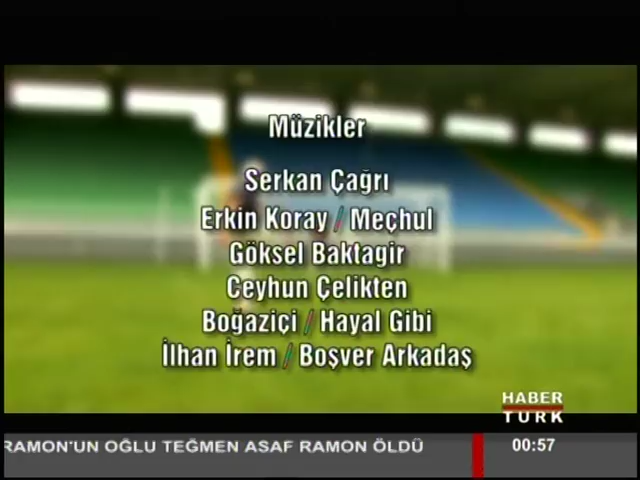 Müzikler
Serkan Çağrı
Erkin Koray / Meçhul
Göksel Baktagir
Ceyhun Çelikten
Boğaziçi / Hayal Gibi
İlhan İrem / Boşver Arkadaş
HABER
TURK
RAMON'UN OĞLU TEĞMEN ASAF RAMON ÖLDÜ
00:57